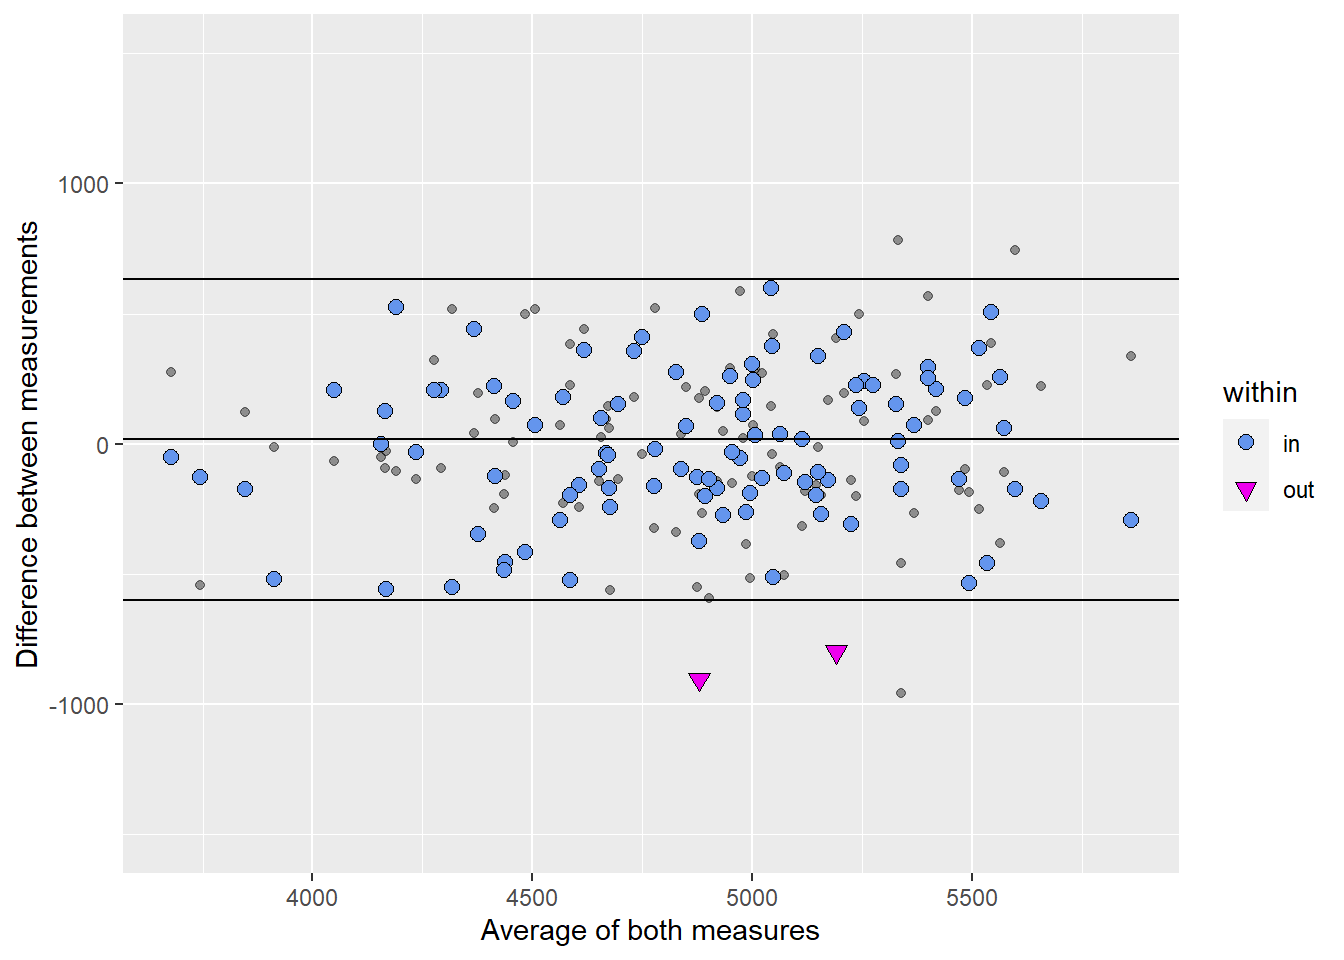 1000
0
-1000
Difference between measurements
4000
4500
5000
5500
Average of both measures
within
in
out